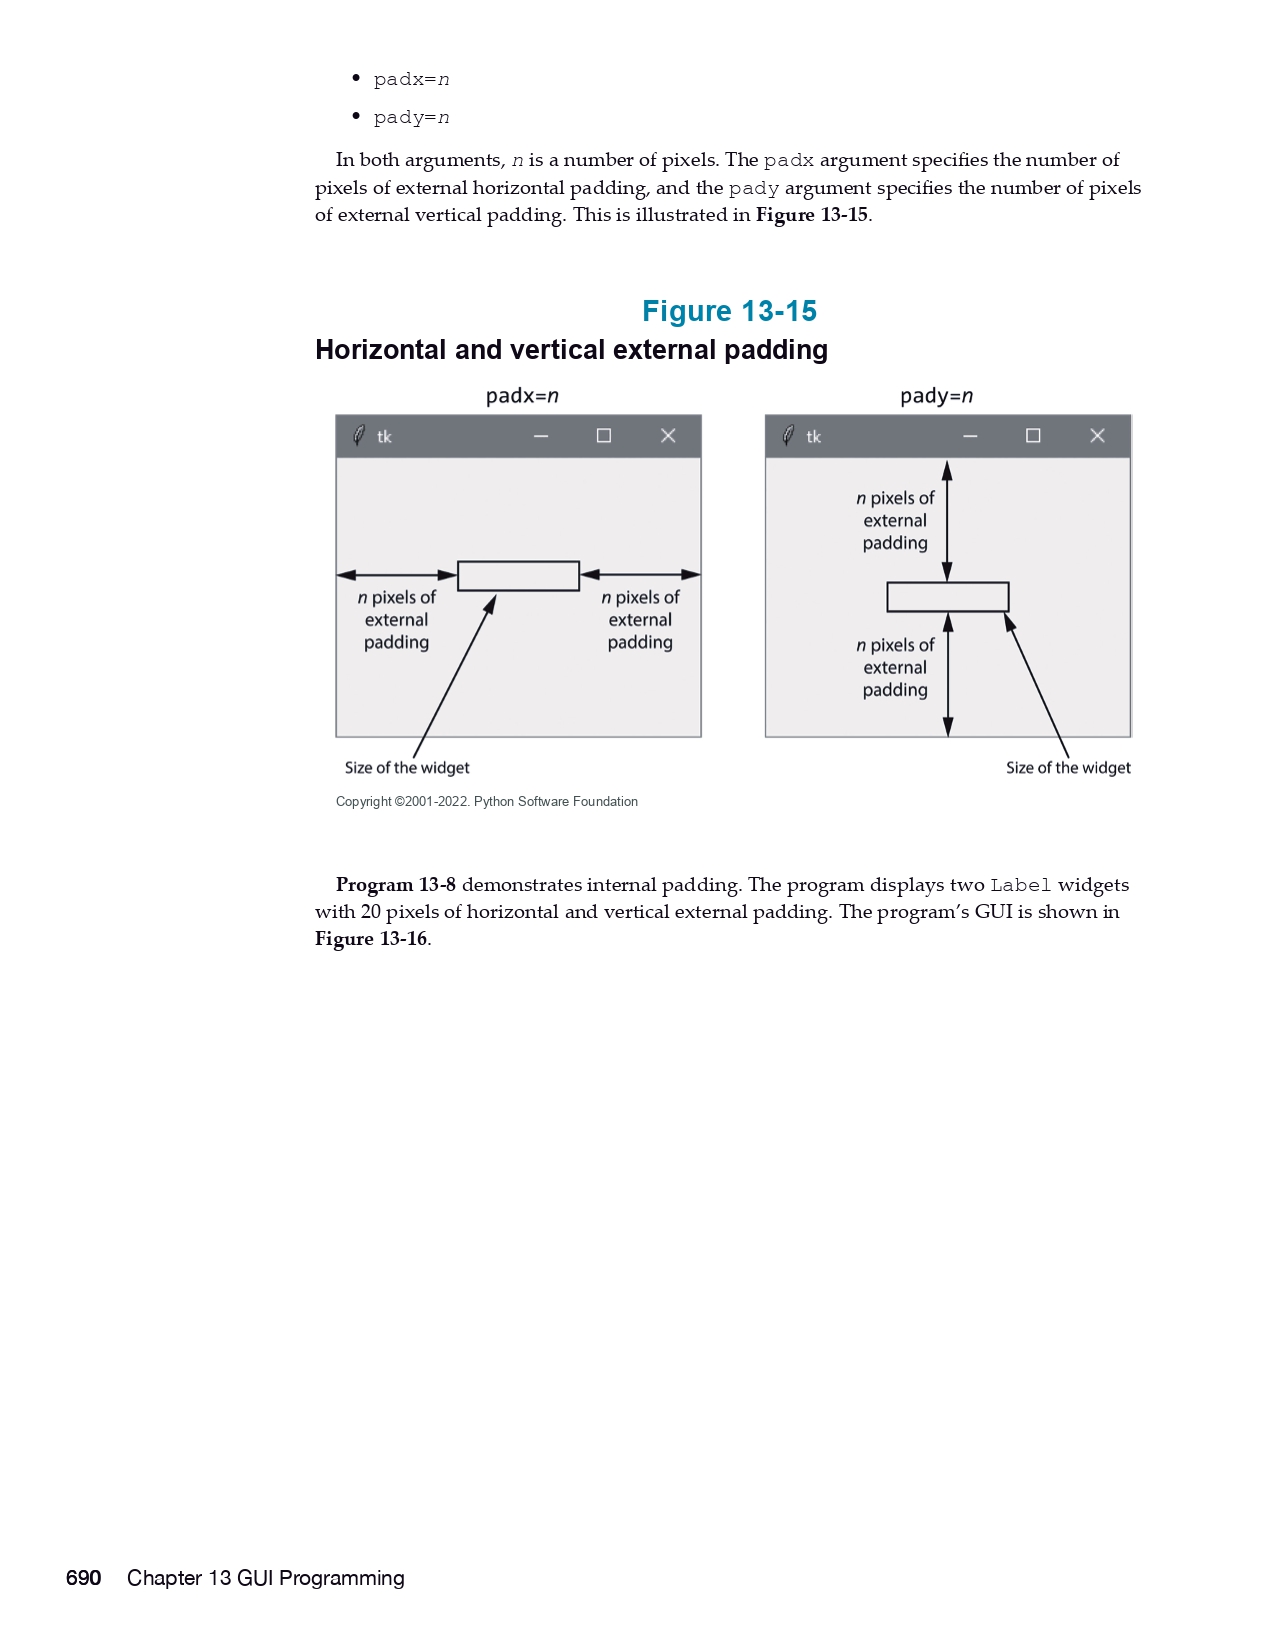 • padx=n
• pady=n
In both arguments, n is a number of pixels. The padx argument specifies the number of
pixels of external horizontal padding, and the pady argument specifies the number of pixels
of external vertical padding. This is illustrated in Figure 13-15.
Figure 13-15
Horizontal and vertical external padding
padx=n
tk
n pixels of
external
padding
n pixels of
external
padding
Size of the widget
pady=n
tk
n pixels of
external
padding
n pixels of
external
padding
Size of the widget
Copyright ©2001-2022. Python Software Foundation
Program 13-8 demonstrates internal padding. The program displays two Label widgets
with 20 pixels of horizontal and vertical external padding. The program’s GUI is shown in
Figure 13-16.
690 Chapter 13 GUI Programming